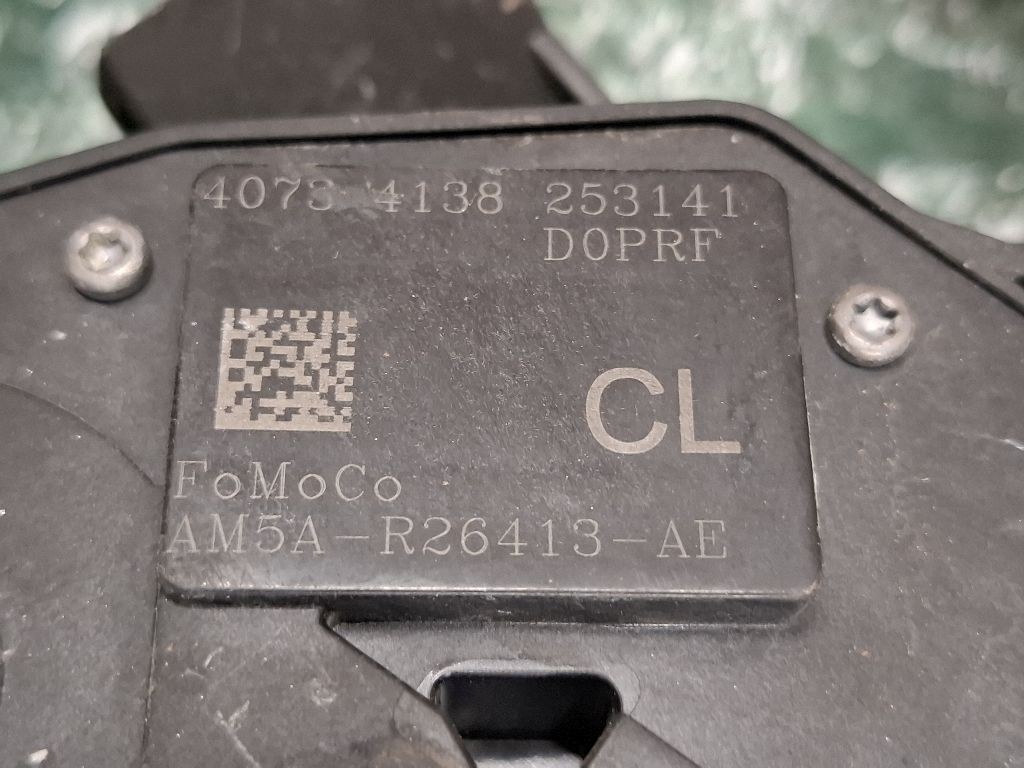 4073 4138 253141
D0PRF
CL
FoMoCo
AM5A-R26413-AE